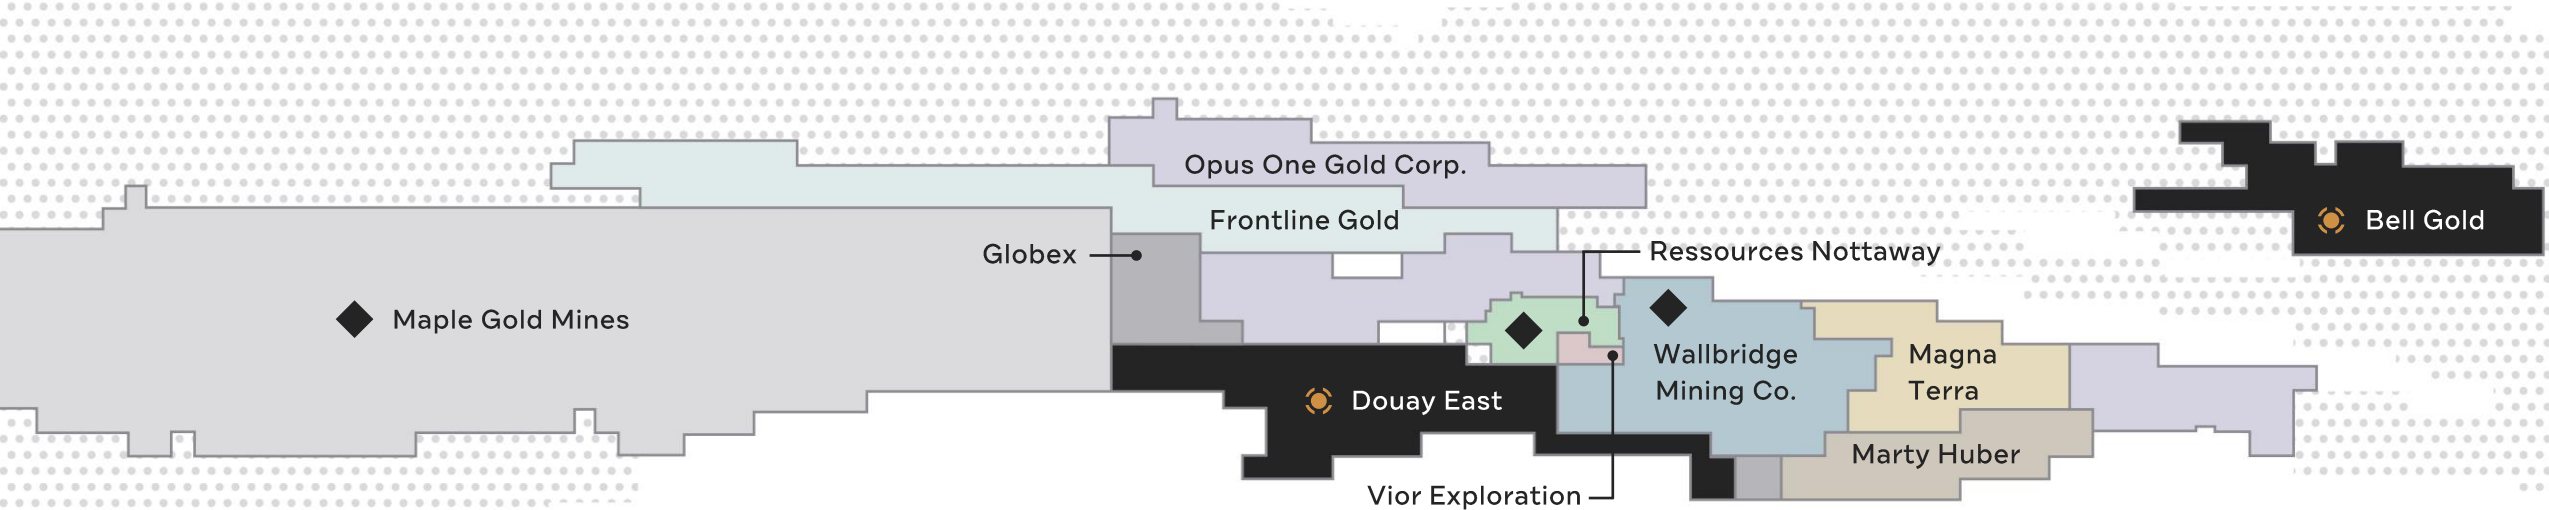 Opus One Gold Corp.
Frontline Gold
Bell Gold
Globex
Ressources Nottaway
Maple Gold Mines
Wallbridge
Mining Co.
Magna
Terra
Douay East
Marty Huber
Vior Exploration